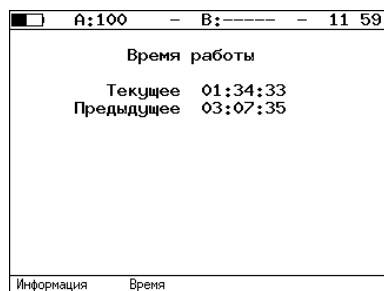 A:100 – B:----- – 11 59
Время работы
Текущее 01:34:33
Предыдущее 03:07:35
Информация Время